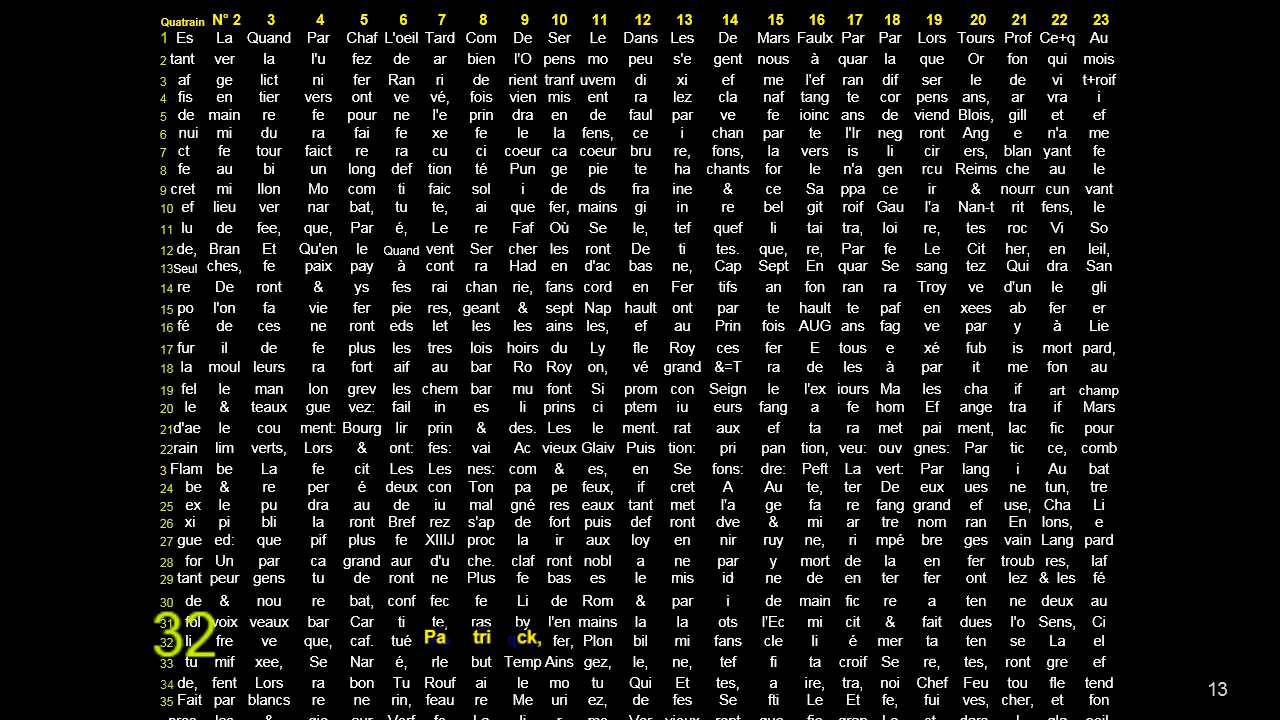 Quatrain N° 2 3 4 5 6 7 8 9 10 11 12 13 14 15 16 17 18 19 20 21 22 23
1 Es La Quand Par Chaf L'oeil Tard Com De Ser Le Dans Les De Mars Faulx Par Par Lors Tours Prof Ce+q Au
2 tant ver la l'u fez de ar bien l'O pens mo peu s'e gent nous à quar la que Or fon qui mois
3 af ge lict ni fer Ran ri de rient tranf uvem di xi ef me l'ef ran dif ser le de vi t+roif
4 fis en tier vers ont ve vé, fois vien mis ent ra lez cla naf tang te cor pens ans, ar vra i
5 de main re fe pour ne l'e prin dra en de faul par ve fe ioinc ans de viend Blois, gill et ef
6 nui mi du ra fai fe xe fe le la fens, ce i chan par te l'Ir neg ront Ang e n'a me
7 ct fe tour faict re ra cu ci coeur ca coeur bru re, fons, la vers is li cir ers, blan yant fe
8 fe au bi un long def tion té Pun ge pie te ha chants for le n'a gen rcu Reims che au le
9 cret mi llon Mo com ti faic sol i de ds fra ine & ce Sa ppa ce ir & nourr cun vant
10 ef lieu ver nar bat, tu te, ai que fer, mains gi in re bel git roif Gau l'a Nan-t rit fens, le
11 lu de fee, que, Par é, Le re Faf Où Se le, tef quef li tai tra, loi re, tes roc Vi So
12 de, Bran Et Qu'en le Quand vent Ser cher les ront De ti tes. que, re, Par fe Le Cit her, en leil,
13Seul ches, fe paix pay à cont ra Had en d'ac bas ne, Cap Sept En quar Se sang tez Qui dra San
14 re De ront & ys fes rai chan rie, fans cord en Fer tifs an fon ran ra Troy ve d'un le gli
15 po l'on fa vie fer pie res, geant & sept Nap hault ont par te hault te paf en xees ab fer er
16 fé de ces ne ront eds let les les ains les, ef au Prin fois AUG ans fag ve par y à Lie
17 fur il de fe plus les tres lois hoirs du Ly fle Roy ces fer E tous e xé fub is mort pard,
18 la moul leurs ra fort aif au bar Ro Roy on, vé grand &=T ra de les à par it me fon au
19 fel le man lon grev les chem bar mu font Si prom con Seign le l'ex iours Ma les cha if art champ
20 le & teaux gue vez: fail in es li prins ci ptem iu eurs fang a fe hom Ef ange tra if Mars
21d'ae le cou ment: Bourg lir prin & des. Les le ment. rat aux ef ta ra met pai ment, lac fic pour
22rain lim verts, Lors & ont: fes: vai Ac vieux Glaiv Puis tion: pri pan tion, veu: ouv gnes: Par tic ce, comb
3 Flam be La fe cit Les Les nes: com & es, en Se fons: dre: Peft La vert: Par lang i Au bat
24 be & re per é deux con Ton pa pe feux, if cret A Au te, ter De eux ues ne tun, tre
25 ex le pu dra au de iu mal gné res eaux tant met l'a ge fa re fang grand ef use, Cha Li
26 xi pi bli la ront Bref rez s'ap de fort puis def ront dve & mi ar tre nom ran En lons, e
27 gue ed: que pif plus fe XIIIJ proc la ir aux loy en nir ruy ne, ri mpé bre ges vain Lang pard
28 for Un par ca grand aur d'u che. claf ront nobl a ne par y mort de la en fer troub res, laf
29 tant peur gens tu de ront ne Plus fe bas es le mis id ne de en ter fer ont lez & les fé
30 de & nou re bat, conf fec fe Li de Rom & par i de main fic re a ten ne deux au
31 fol voix veaux bar Car ti te, ras by l'en mains la la ots l'Ec mi cit & fait dues l'o Sens, Ci
32 li fre ve que, caf. tué Pa tri ck, fer, Plon bil mi fans cle li é me ta ten se La el
33 tu mif xee, Se Nar é, rle but Temp Ains gez, le, ne, tef fi ta croif Se re, tes, ront gre ef
34 de, fent Lors ra bon Tu Rouf ai le mo tu Qui Et tes, a ire, tra, noi Chef Feu tou fle tend
35 Fait par blancs re ne rin, feau re Me uri ez, de fes Se fti Le Et fe, fui ves, cher, et fon
32
13